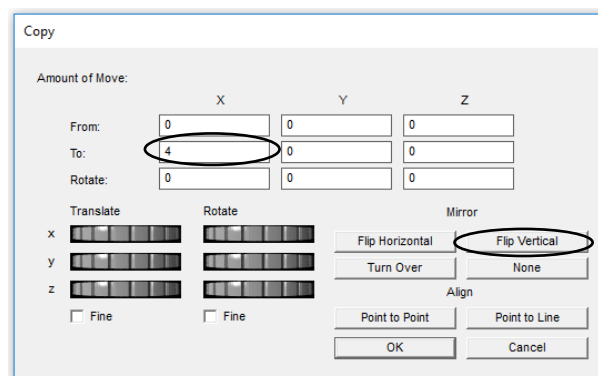 Copy
Amount of Move:
X Y Z
From: 0 0 0
To: 4 0 0
Rotate: 0 0 0
Translate Rotate Mirror
x Flip Horizontal Flip Vertical
y Turn Over None
z Align
Fine Fine Point to Point Point to Line
OK Cancel